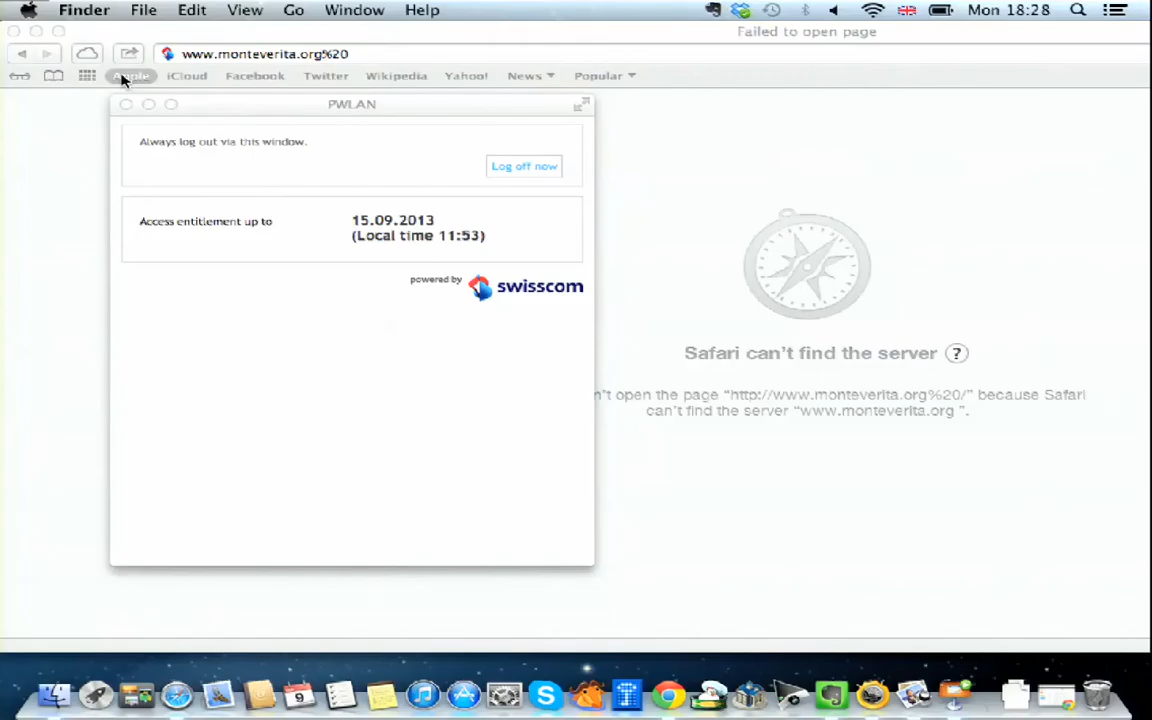 Finder File Edit View Go Window Help Mon 18:28
Failed to open page
www.monteverita.org%20
Apple iCloud Facebook Twitter Wikipedia Yahoo! News Popular
PWLAN
Always log out via this window.
Log off now
Access entitlement up to 15.09.2013
(Local time 11:53)
powered by swisscom
Safari can't find the server ?
't open the page “http://www.monteverita.org%20/” because Safari
can't find the server “www.monteverita.org ”.
9